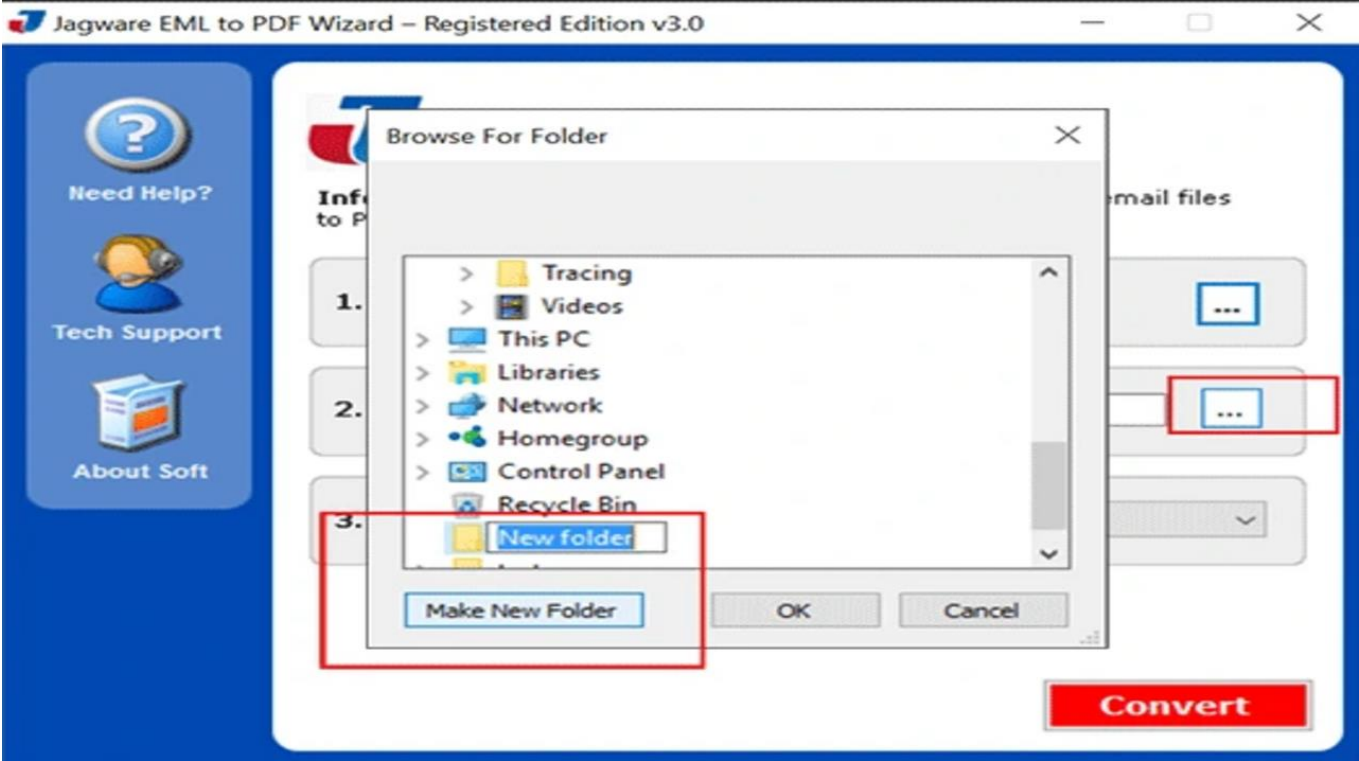 Jagware EML to PDF Wizard – Registered Edition v3.0
Need Help?
Tech Support
About Soft
Browse For Folder
email files
to P
Tracing
Videos
This PC
Libraries
Network
Homegroup
Control Panel
Recycle Bin
New folder
Make New Folder
OK
Cancel
1.
...
2.
...
3.
Convert